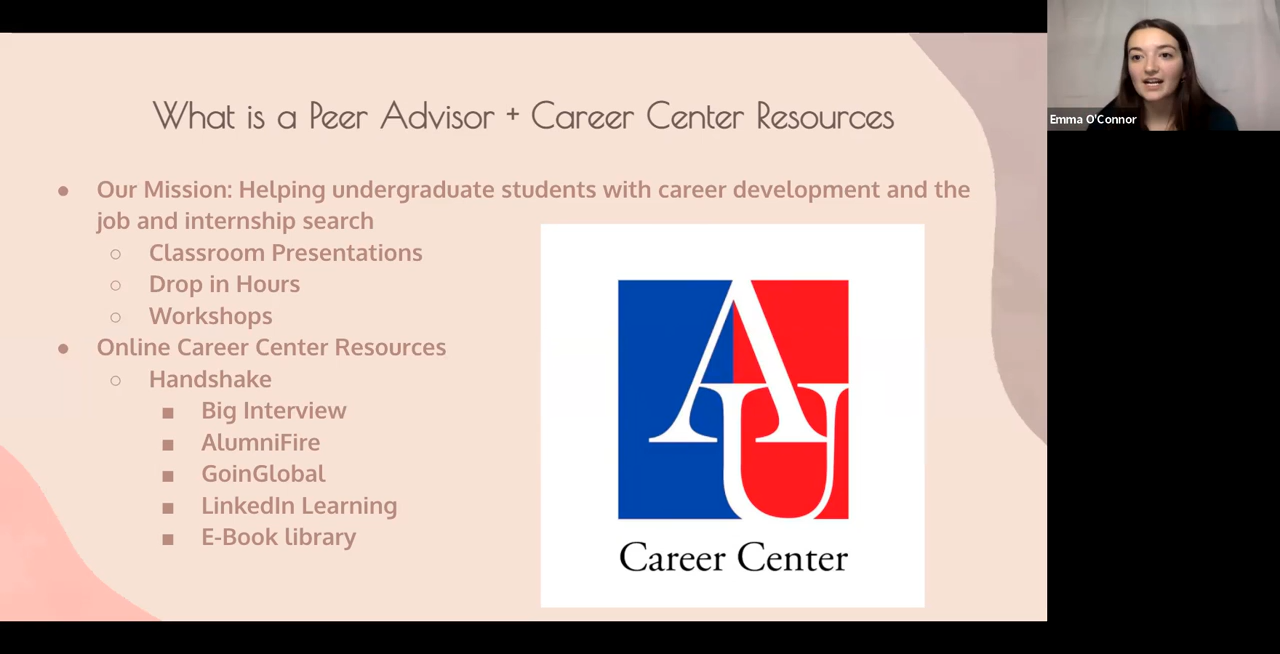 What is a Peer Advisor + Career Center Resources
Emma O'Connor
● Our Mission: Helping undergraduate students with career development and the
job and internship search
○ Classroom Presentations
○ Drop in Hours
○ Workshops
● Online Career Center Resources
○ Handshake
■ Big Interview
■ AlumniFire
■ GoinGlobal
■ LinkedIn Learning
■ E-Book library
AU
Career Center